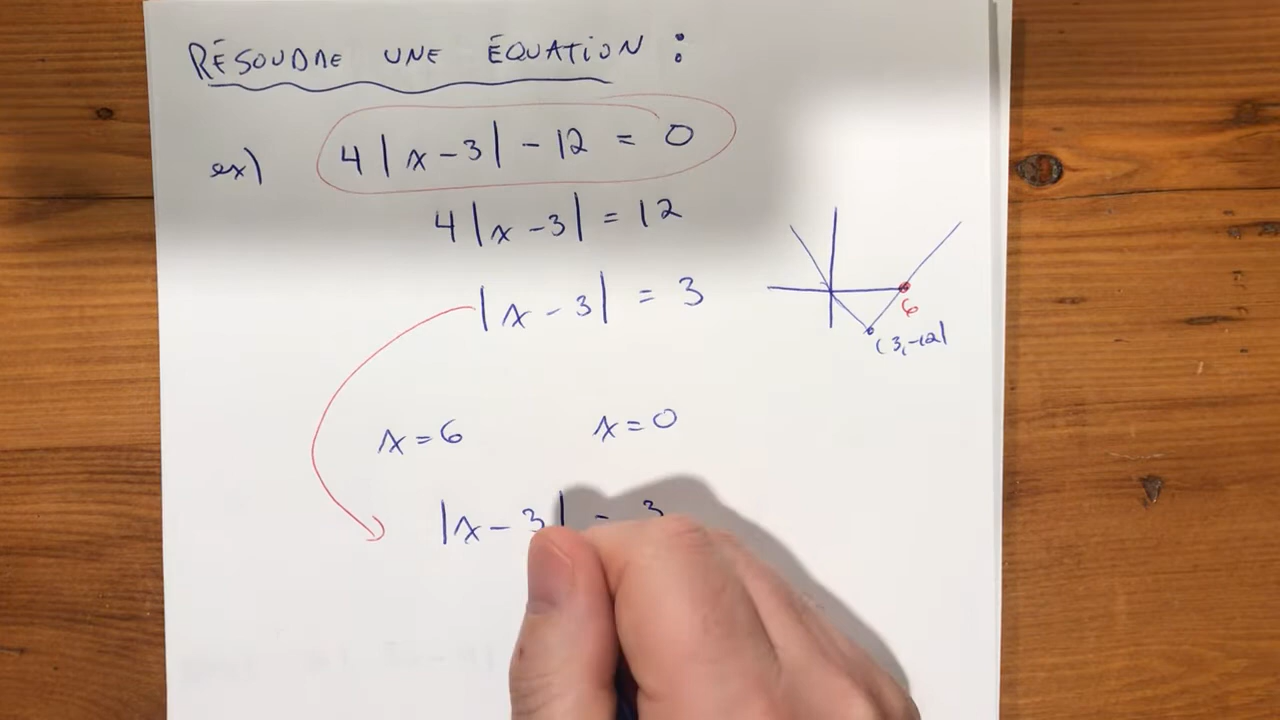 RÉSOUDRE UNE ÉQUATION :
ex) 4|x-3|-12 = 0
4|x-3| = 12
|x-3| = 3
6
(3,-12)
x=6 x=0
|x-3| = 3